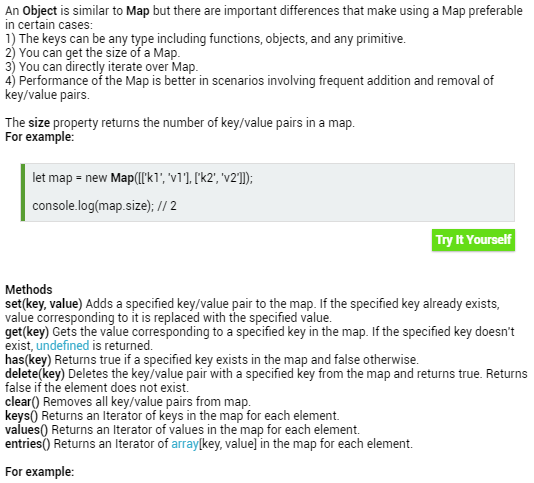 An Object is similar to Map but there are important differences that make using a Map preferable
in certain cases:
1) The keys can be any type including functions, objects, and any primitive.
2) You can get the size of a Map.
3) You can directly iterate over Map.
4) Performance of the Map is better in scenarios involving frequent addition and removal of
key/value pairs.
The size property returns the number of key/value pairs in a map.
For example:
let map = new Map([['k1', 'v1'], ['k2', 'v2']]);
console.log(map.size); // 2
Try It Yourself
Methods
set(key, value) Adds a specified key/value pair to the map. If the specified key already exists,
value corresponding to it is replaced with the specified value.
get(key) Gets the value corresponding to a specified key in the map. If the specified key doesn't
exist, undefined is returned.
has(key) Returns true if a specified key exists in the map and false otherwise.
delete(key) Deletes the key/value pair with a specified key from the map and returns true. Returns
false if the element does not exist.
clear() Removes all key/value pairs from map.
keys() Returns an Iterator of keys in the map for each element.
values() Returns an Iterator of values in the map for each element.
entries() Returns an Iterator of array[key, value] in the map for each element.
For example: